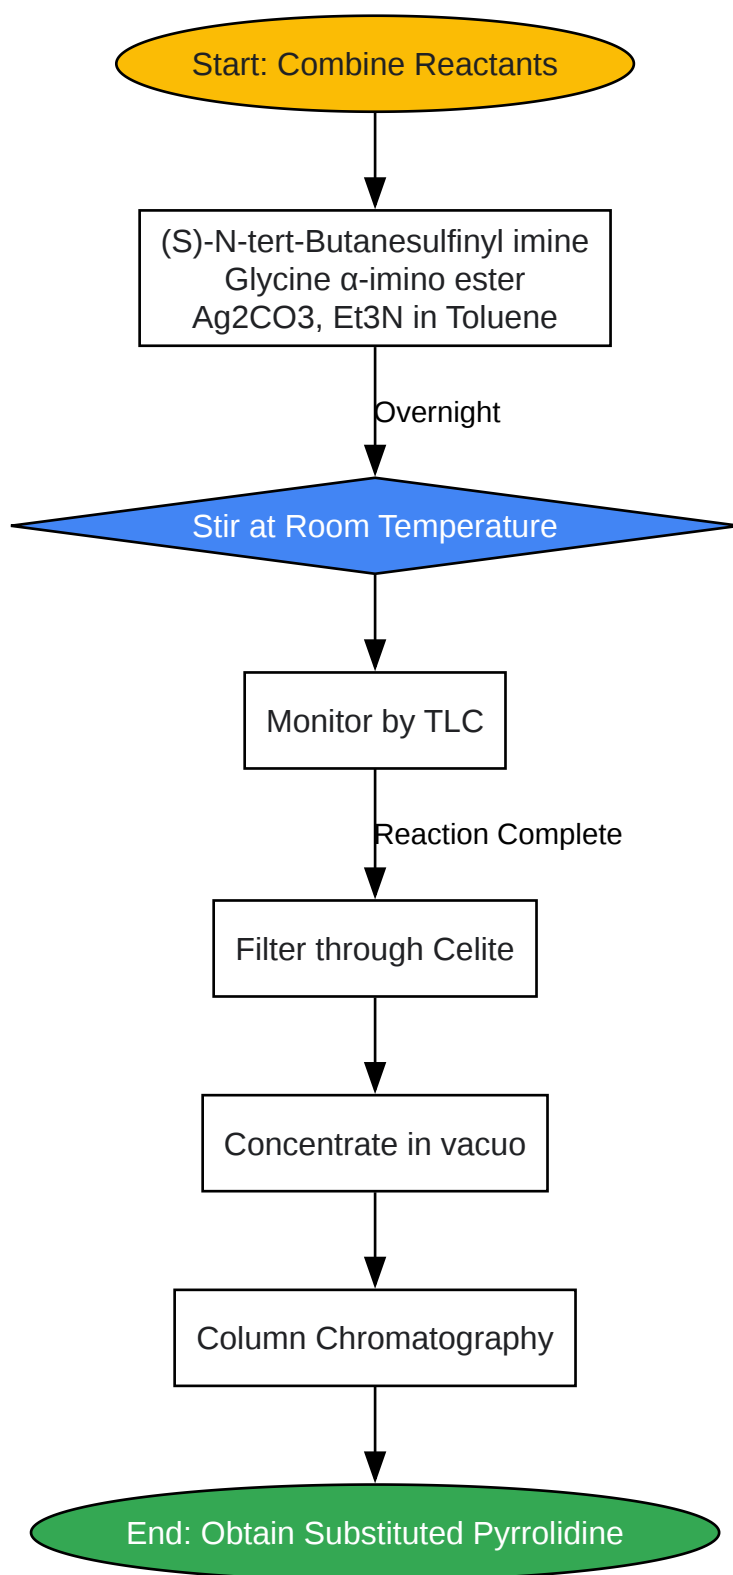 Start: Combine Reactants
(S)-N-tert-Butanesulfinyl imine
Glycine α-imino ester
Ag2CO3, Et3N in Toluene
Overnight
Stir at Room Temperature
Monitor by TLC
Reaction Complete
Filter through Celite
Concentrate in vacuo
Column Chromatography
End: Obtain Substituted Pyrrolidine